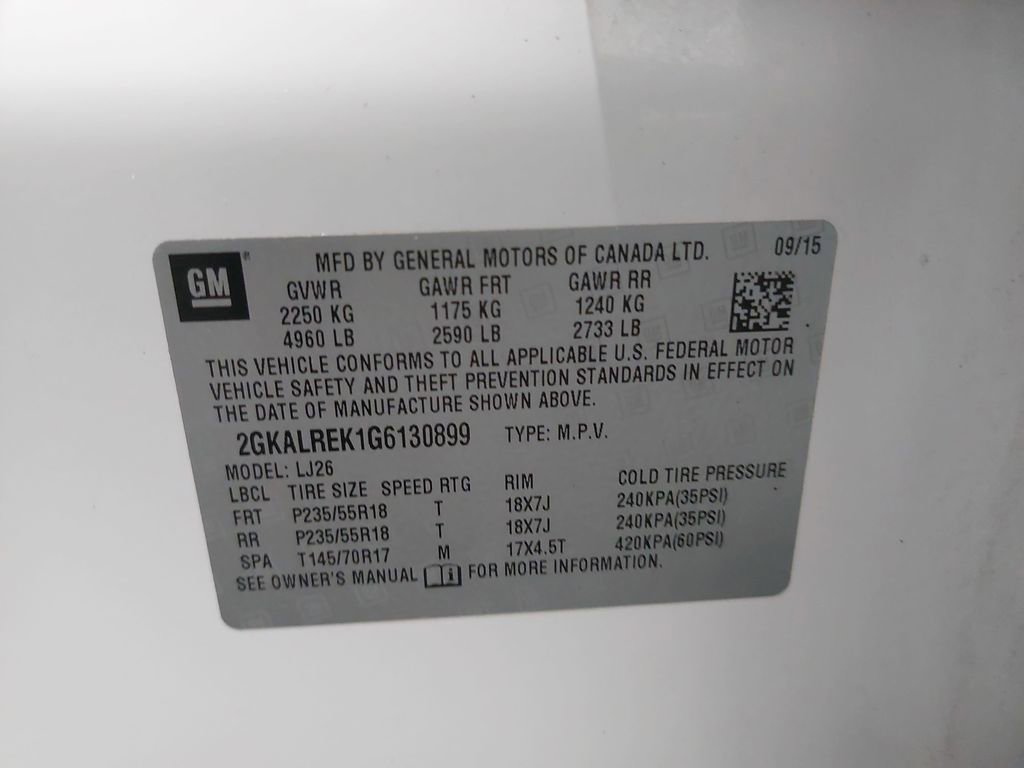 GM
MFD BY GENERAL MOTORS OF CANADA LTD. 09/15
GVWR GAWR FRT GAWR RR
2250 KG 1175 KG 1240 KG
4960 LB 2590 LB 2733 LB
THIS VEHICLE CONFORMS TO ALL APPLICABLE U.S. FEDERAL MOTOR
VEHICLE SAFETY AND THEFT PREVENTION STANDARDS IN EFFECT ON
THE DATE OF MANUFACTURE SHOWN ABOVE.
2GKALREK1G6130899 TYPE: M.P.V.
MODEL: LJ26
LBCL TIRE SIZE SPEED RTG RIM COLD TIRE PRESSURE
FRT P235/55R18 T 18X7J 240KPA(35PSI)
RR P235/55R18 T 18X7J 240KPA(35PSI)
SPA T145/70R17 M 17X4.5T 420KPA(60PSI)
SEE OWNER'S MANUAL FOR MORE INFORMATION.